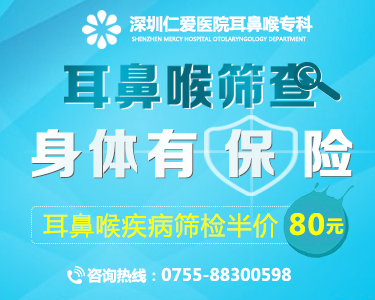 深圳仁爱医院耳鼻喉专科
SHENZHEN MERCY HOSPITAL OTOLARYNGOLOGY DEPARTMENT
耳鼻喉筛查
身体有保险
耳鼻喉疾病筛检半价 80元
咨询热线：0755-88300598